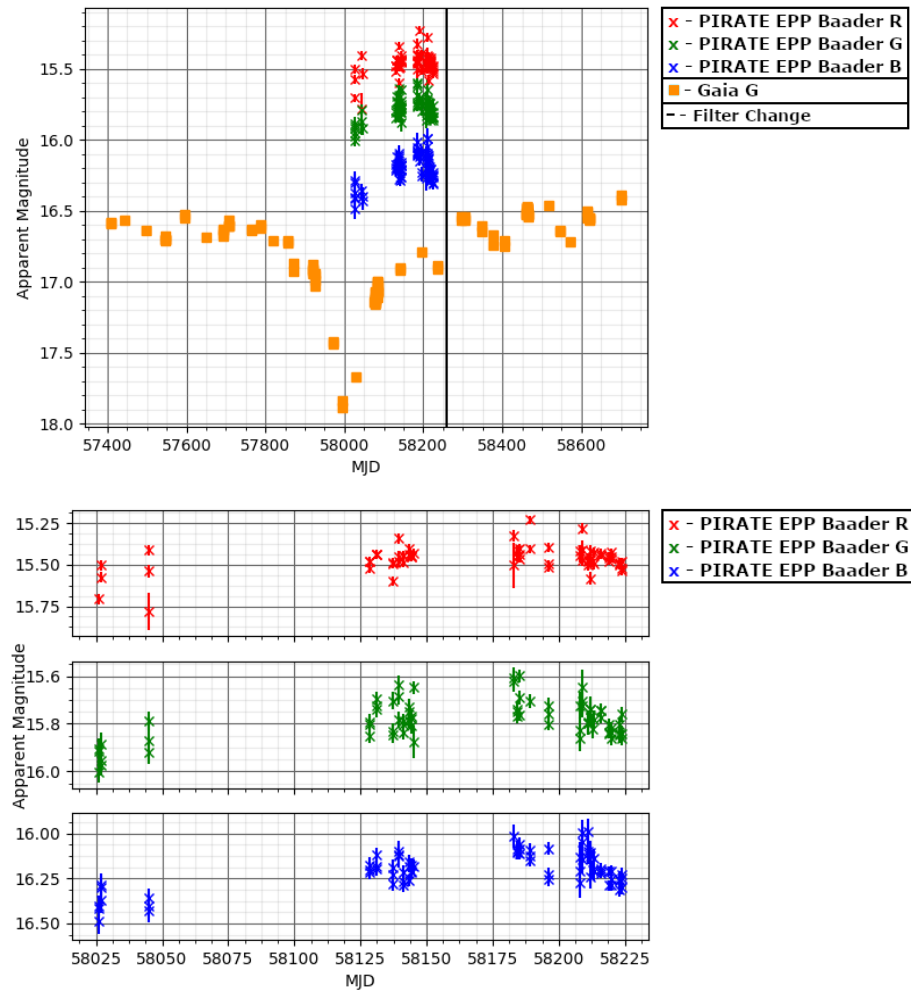 x - PIRATE EPP Baader R
x - PIRATE EPP Baader G
x - PIRATE EPP Baader B
- Gaia G
-- Filter Change
Apparent Magnitude
15.5
16.0
16.5
17.0
17.5
18.0
57400 57600 57800 58000 58200 58400 58600
MJD
x - PIRATE EPP Baader R
x - PIRATE EPP Baader G
x - PIRATE EPP Baader B
15.25
15.50
15.75
Apparent Magnitude
15.6
15.8
16.0
16.00
16.25
16.50
58025 58050 58075 58100 58125 58150 58175 58200 58225
MJD